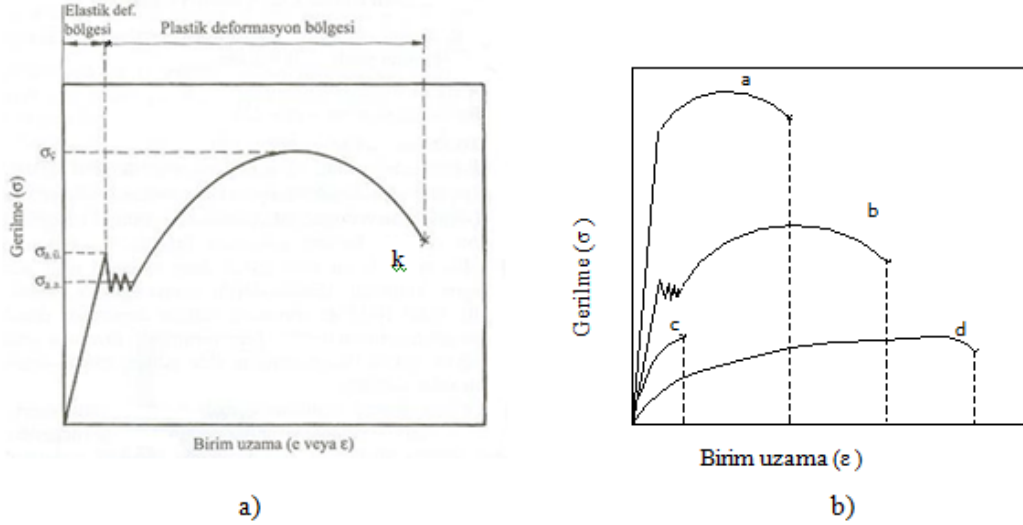 Elastik def.
bölgesi
Plastik deformasyon bölgesi
σç
σa.ü.
σa.a.
k
Gerilme (σ)
Birim uzama (e veya ε)
a)
a
b
c
d
Gerilme (σ )
Birim uzama (ε )
b)